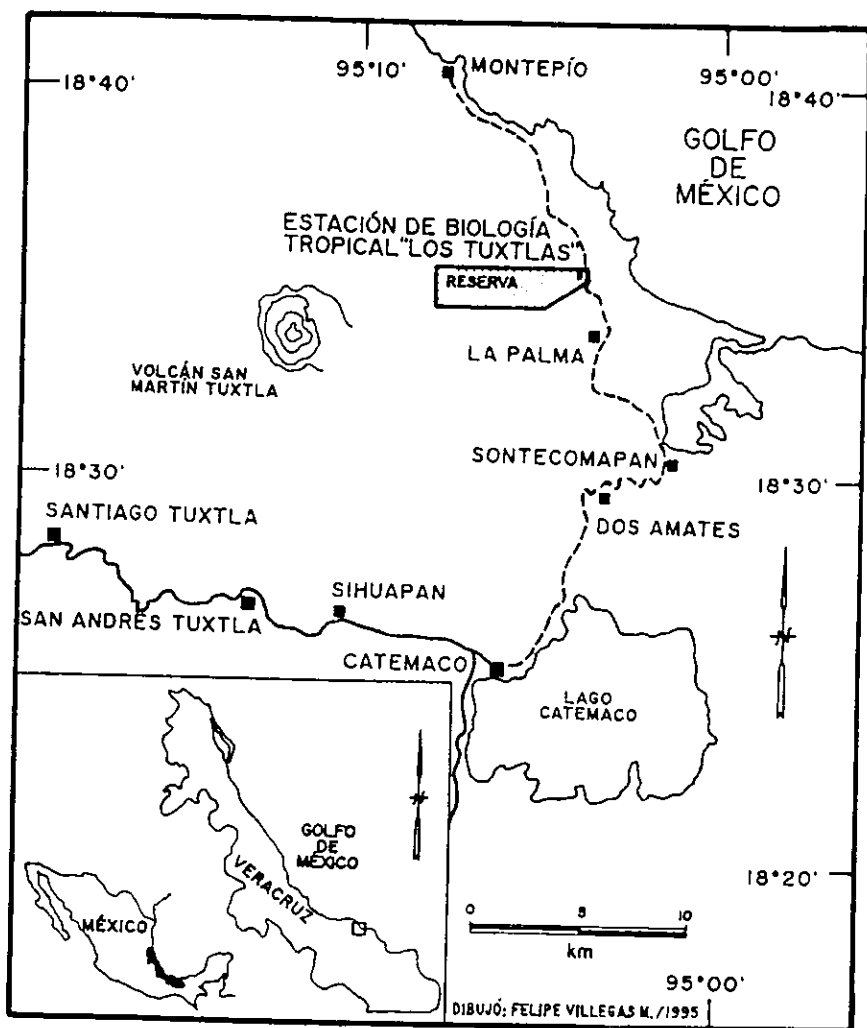 95°10'
95°00'
18°40'
MONTEPÍO
18°40'
GOLFO
DE
MÉXICO
ESTACIÓN DE BIOLOGÍA
TROPICAL "LOS TUXTLAS"
RESERVA
LA PALMA
VOLCÁN SAN
MARTÍN TUXTLA
18°30'
SONTECOMAPAN
18°30'
SANTIAGO TUXTLA
DOS AMATES
SIHUAPAN
SAN ANDRÉS TUXTLA
CATEMACO
LAGO
CATEMACO
GOLFO
DE
MÉXICO
VERACRUZ
MÉXICO
18°20'
0 5 10
km
95°00'
DIBUJÓ: FELIPE VILLEGAS M./1995